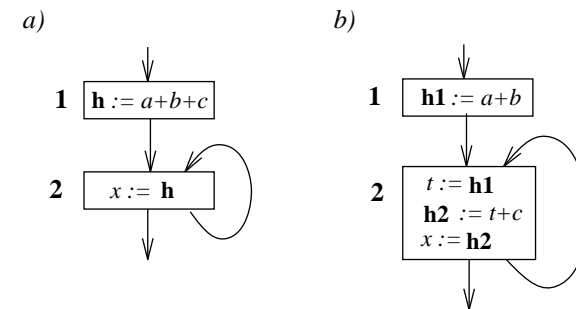 a)
1 h := a+b+c
2 x := h
b)
1 h1 := a+b
2 t := h1
h2 := t+c
x := h2